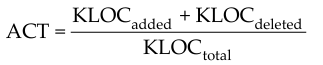 ACT = (KLOC_added + KLOC_deleted) / KLOC_total